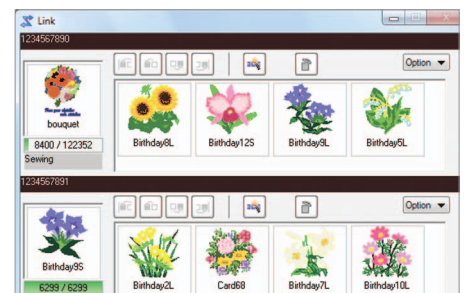 Link
1234567890
Option
bouquet
8400 / 122352
Sewing
Birthday8L
Birthday12S
Birthday9L
Birthday5L
1234567891
Option
Birthday9S
6299 / 6299
Birthday2L
Card68
Birthday7L
Birthday10L